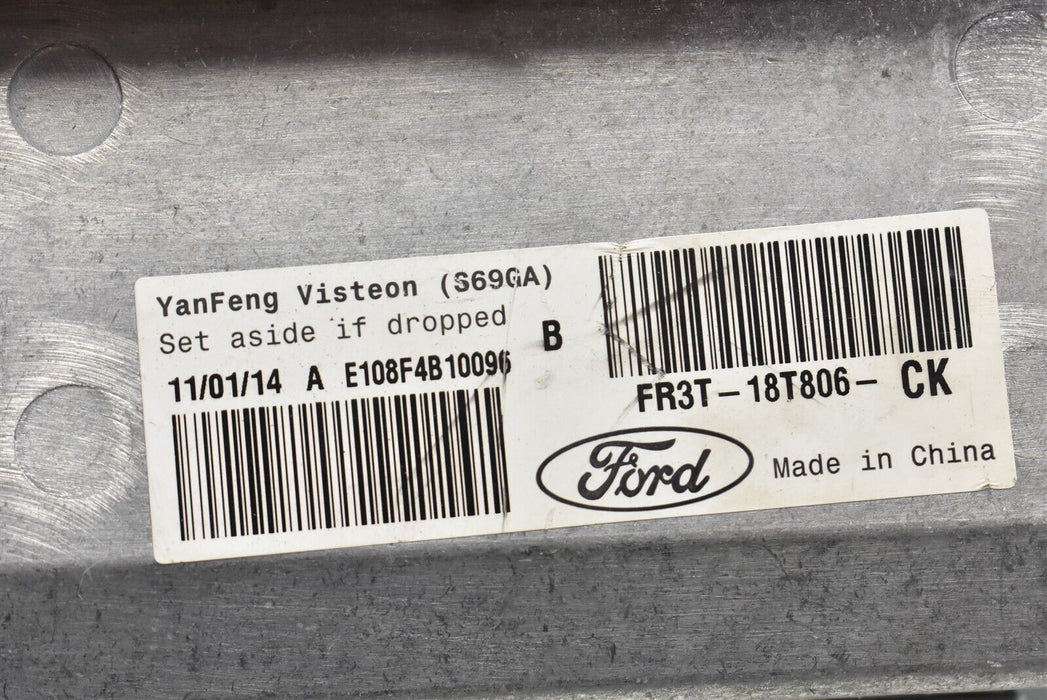 YanFeng Visteon (S69GA)
Set aside if dropped
11/01/14 A E108F4B10096
B
FR3T-18T806- CK
Ford
Made in China